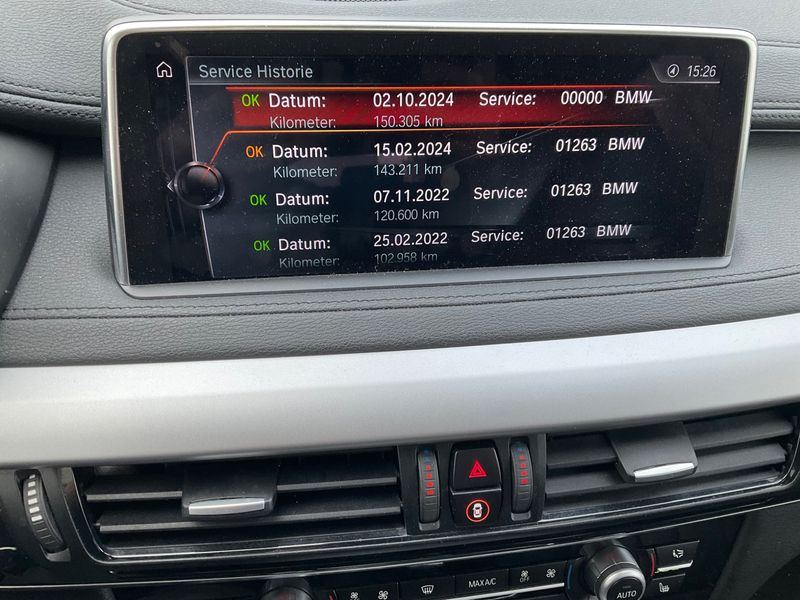 Service Historie
15:26
OK Datum: 02.10.2024 Service: 00000 BMW
Kilometer: 150.305 km
OK Datum: 15.02.2024 Service: 01263 BMW
Kilometer: 143.211 km
OK Datum: 07.11.2022 Service: 01263 BMW
Kilometer: 120.600 km
OK Datum: 25.02.2022 Service: 01263 BMW
Kilometer: 102.958 km
MAX A/C
OFF
AUTO